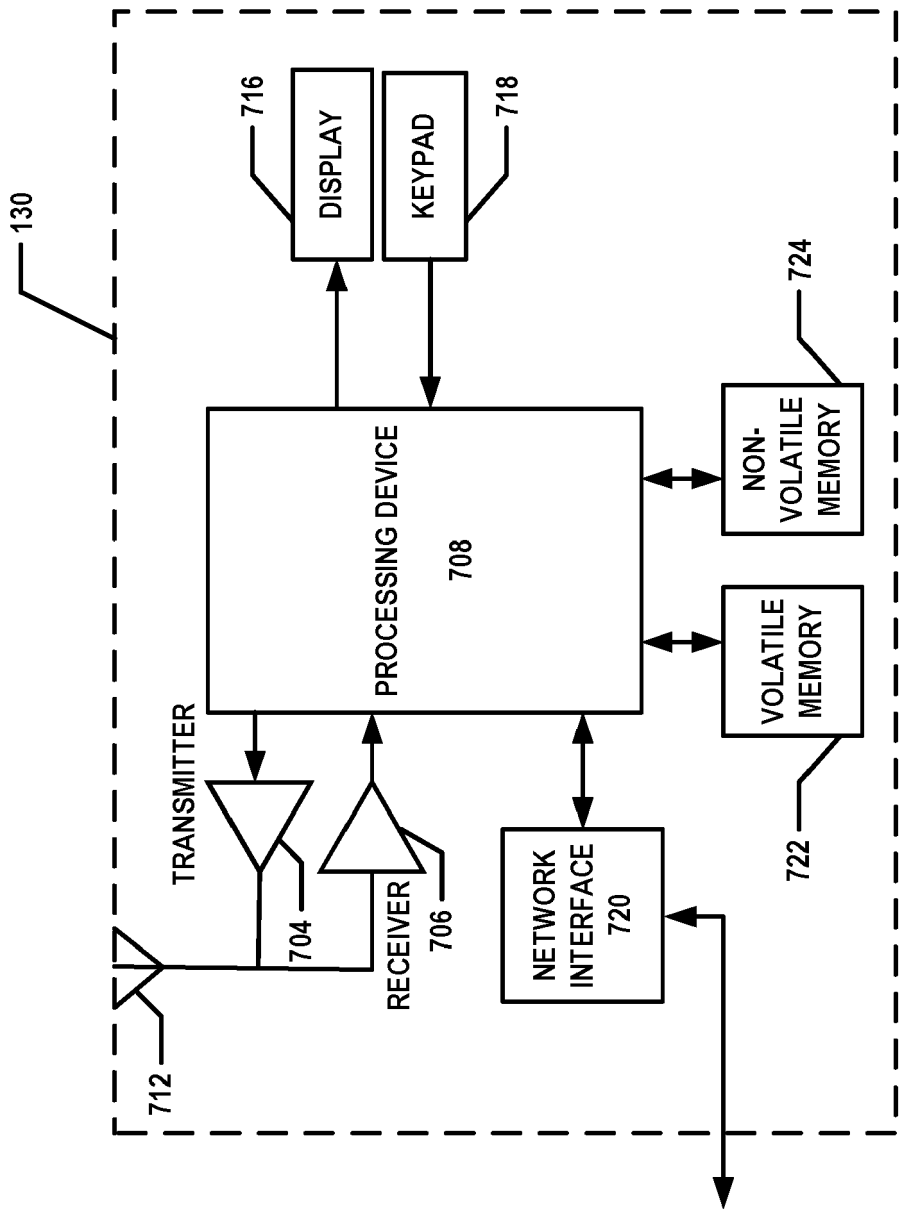 130
712
TRANSMITTER
704
RECEIVER
706
PROCESSING DEVICE
708
716
DISPLAY
KEYPAD
718
NETWORK
INTERFACE
720
VOLATILE
MEMORY
722
NON-
VOLATILE
MEMORY
724